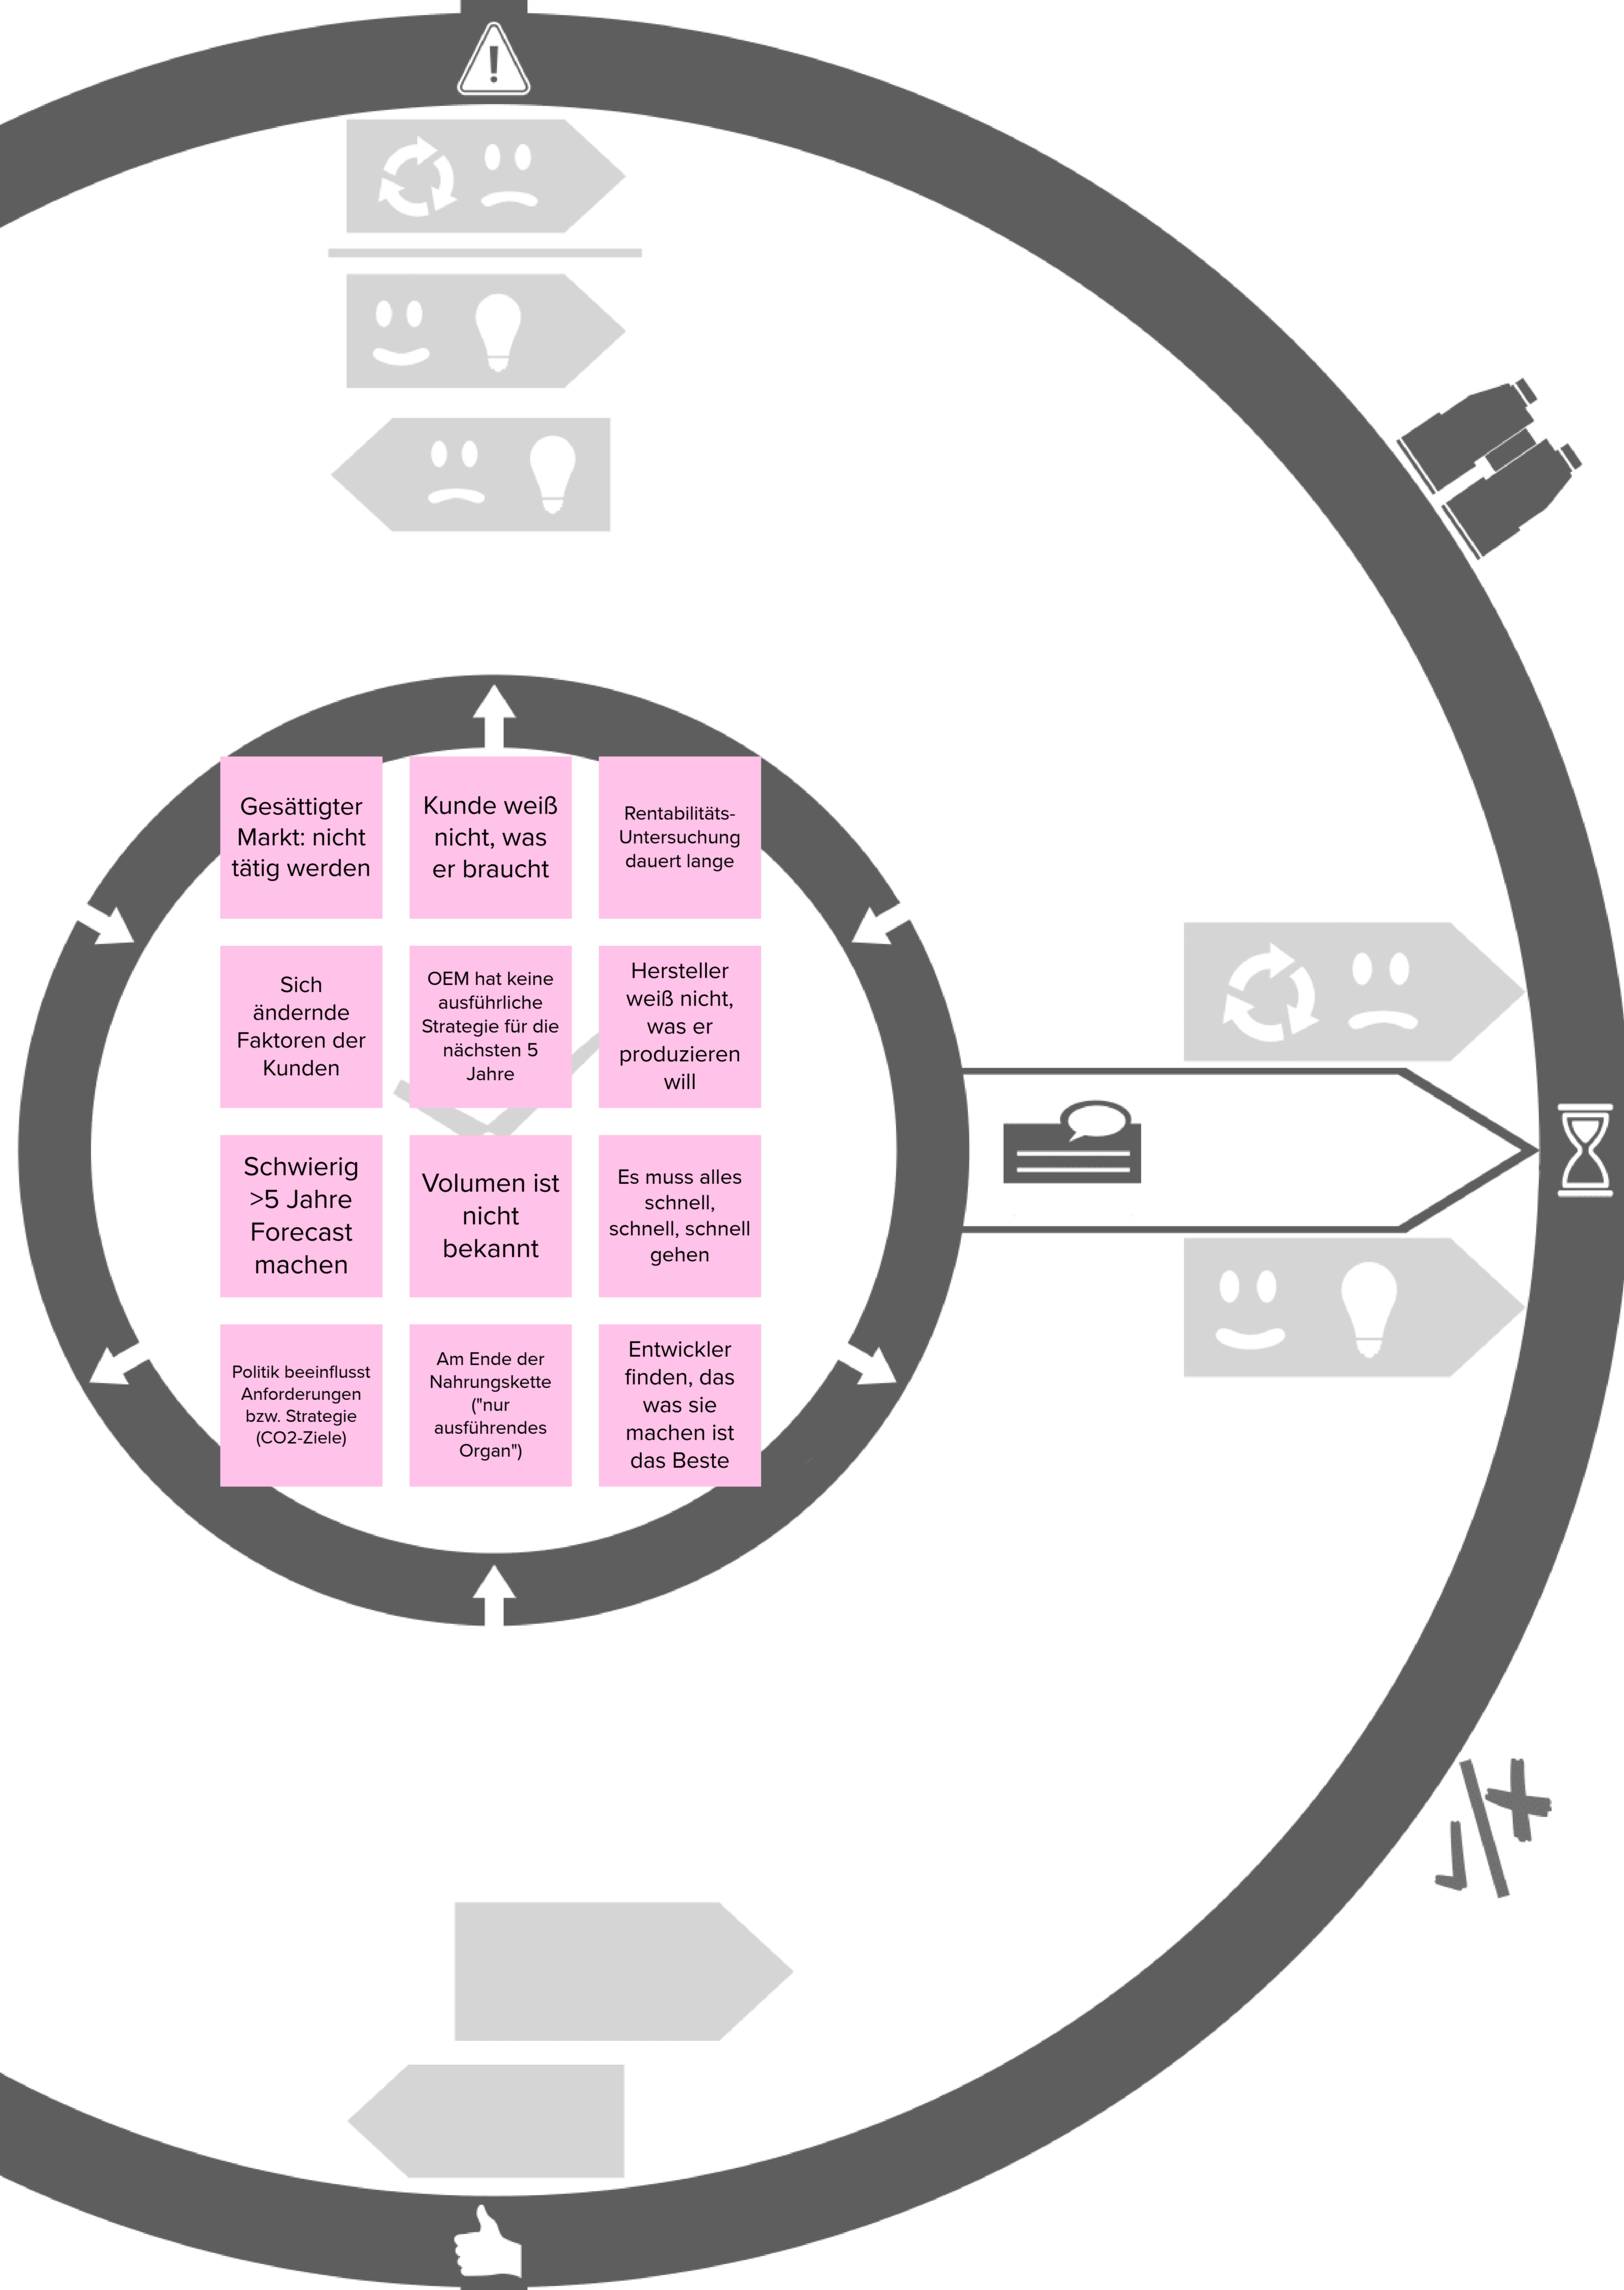 Gesättigter
Markt: nicht
tätig werden
Kunde weiß
nicht, was
er braucht
Rentabilitäts-
Untersuchung
dauert lange
Sich
ändernde
Faktoren der
Kunden
OEM hat keine
ausführliche
Strategie für die
nächsten 5
Jahre
Hersteller
weiß nicht,
was er
produzieren
will
Schwierig
>5 Jahre
Forecast
machen
Volumen ist
nicht
bekannt
Es muss alles
schnell,
schnell, schnell
gehen
Politik beeinflusst
Anforderungen
bzw. Strategie
(CO2-Ziele)
Am Ende der
Nahrungskette
("nur
ausführendes
Organ")
Entwickler
finden, das
was sie
machen ist
das Beste